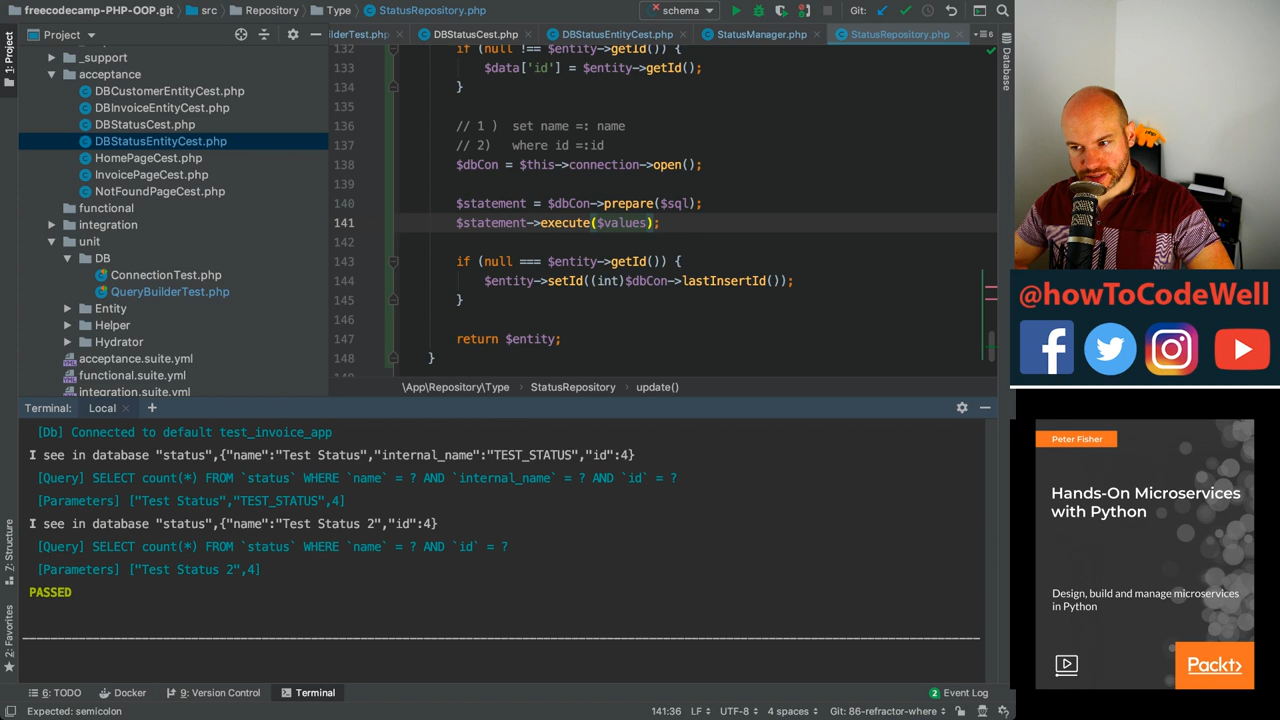 freecodecamp-PHP-OOP.git
src
Repository
Type
StatusRepository.php
schema
Git:
Project
ilderTest.php
DBStatusCest.php
DBStatusEntityCest.php
StatusManager.php
StatusRepository.php
6
1: Project
Database
_support
acceptance
DBCustomerEntityCest.php
DBInvoiceEntityCest.php
DBStatusCest.php
DBStatusEntityCest.php
HomePageCest.php
InvoicePageCest.php
NotFoundPageCest.php
functional
integration
unit
DB
ConnectionTest.php
QueryBuilderTest.php
Entity
Helper
Hydrator
acceptance.suite.yml
functional.suite.yml
integration.suite.yml
132 if (null !== $entity->getId()) {
133 $data['id'] = $entity->getId();
134 }
135
136 // 1 ) set name =: name
137 // 2) where id =:id
138 $dbCon = $this->connection->open();
139
140 $statement = $dbCon->prepare($sql);
141 $statement->execute($values);
142
143 if (null === $entity->getId()) {
144 $entity->setId((int)$dbCon->lastInsertId());
145 }
146
147 return $entity;
148 }
\App\Repository\Type
StatusRepository
update()
Terminal:
Local
[Db] Connected to default test_invoice_app
I see in database "status",{"name":"Test Status","internal_name":"TEST_STATUS","id":4}
[Query] SELECT count(*) FROM `status` WHERE `name` = ? AND `internal_name` = ? AND `id` = ?
[Parameters] ["Test Status","TEST_STATUS",4]
I see in database "status",{"name":"Test Status 2","id":4}
[Query] SELECT count(*) FROM `status` WHERE `name` = ? AND `id` = ?
[Parameters] ["Test Status 2",4]
PASSED
7: Structure
2: Favorites
6: TODO
Docker
9: Version Control
Terminal
2 Event Log
Expected: semicolon
141:36
LF
UTF-8
4 spaces
Git: 86-refractor-where
@howToCodeWell
Peter Fisher
Hands-On Microservices
with Python
Design, build and manage microservices
in Python
Packt>